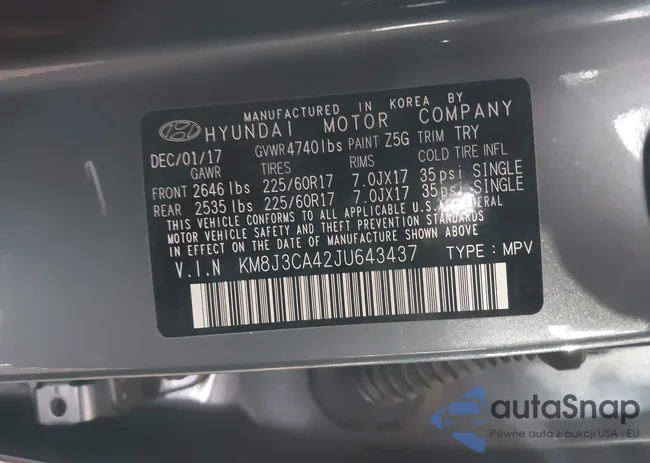 MANUFACTURED IN KOREA BY
HYUNDAI MOTOR COMPANY
DEC/01/17 GVWR 4740 lbs PAINT Z5G TRIM TRY
GAWR TIRES RIMS COLD TIRE INFL
FRONT 2646 lbs 225/60R17 7.0JX17 35psi SINGLE
REAR 2535 lbs 225/60R17 7.0JX17 35psi SINGLE
THIS VEHICLE CONFORMS TO ALL APPLICABLE U.S. FEDERAL
MOTOR VEHICLE SAFETY AND THEFT PREVENTION STANDARDS
IN EFFECT ON THE DATE OF MANUFACTURE SHOWN ABOVE
V.I.N KM8J3CA42JU643437 TYPE : MPV
autaSnap
Pewne auta z aukcji USA i EU